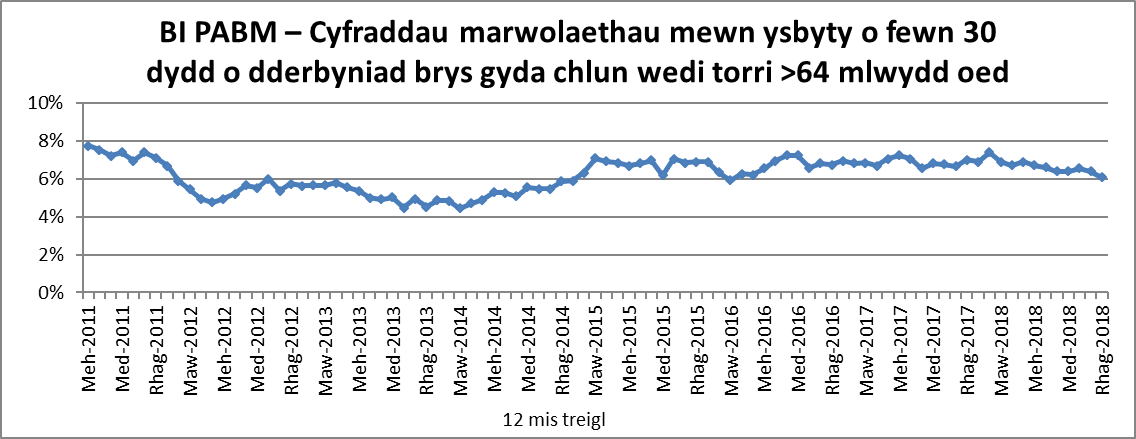 BI PABM – Cyfraddau marwolaethau mewn ysbyty o fewn 30
dydd o dderbyniad brys gyda chlun wedi torri >64 mlwydd oed
10%
8%
6%
4%
2%
0%
Meh-2011
Med-2011
Rhag-2011
Maw-2012
Meh-2012
Med-2012
Rhag-2012
Maw-2013
Meh-2013
Med-2013
Rhag-2013
Maw-2014
Meh-2014
Med-2014
Rhag-2014
Maw-2015
Meh-2015
Med-2015
Rhag-2015
Maw-2016
Meh-2016
Med-2016
Rhag-2016
Maw-2017
Meh-2017
Med-2017
Rhag-2017
Maw-2018
Meh-2018
Med-2018
Rhag-2018
12 mis treigl